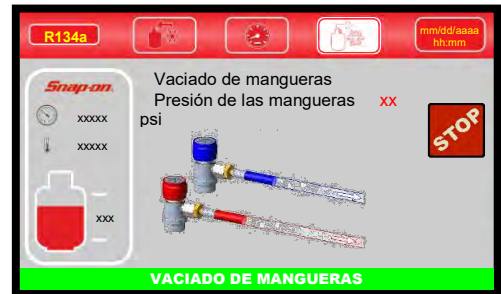 R134a
mm/dd/aaaa
hh:mm
Snap-on
Vaciado de mangueras
Presión de las mangueras xx
psi
xxxxx
xxxxx
xxx
STOP
VACIADO DE MANGUERAS